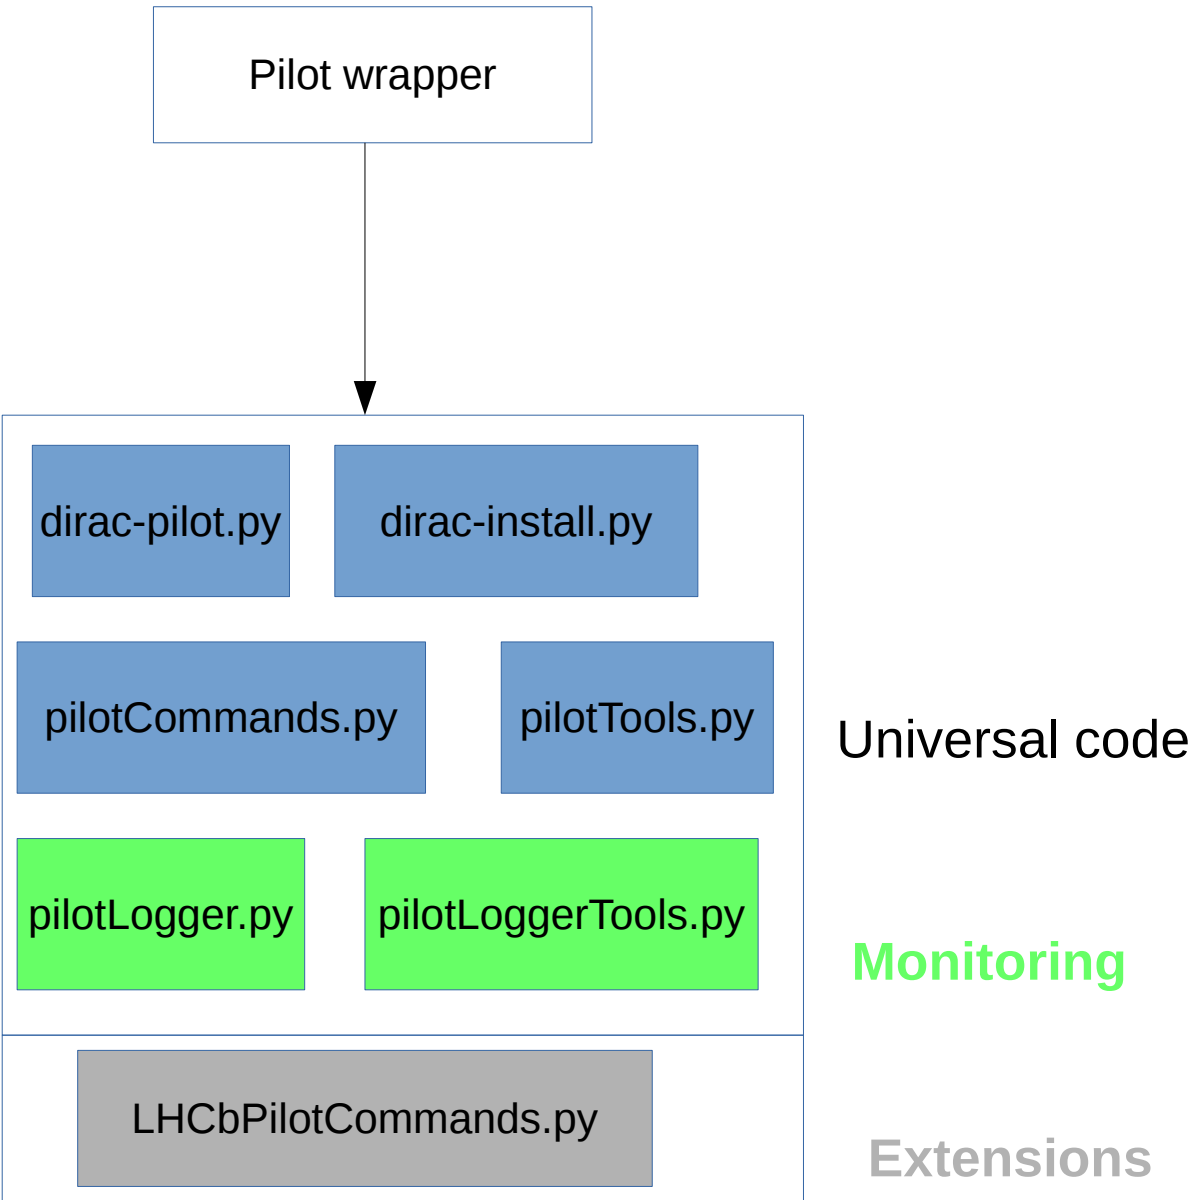 Pilot wrapper
dirac-pilot.py
dirac-install.py
pilotCommands.py
pilotTools.py
Universal code
pilotLogger.py
pilotLoggerTools.py
Monitoring
LHCbPilotCommands.py
Extensions